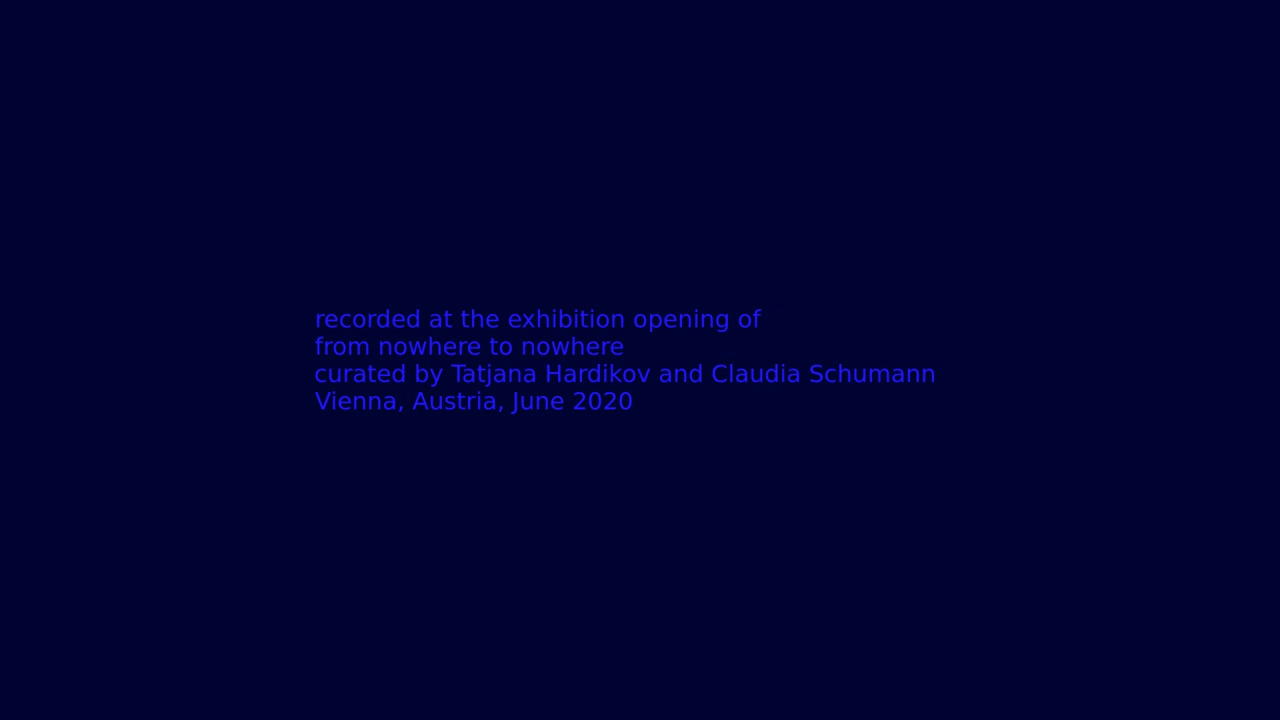 recorded at the exhibition opening of
from nowhere to nowhere
curated by Tatjana Hardikov and Claudia Schumann
Vienna, Austria, June 2020